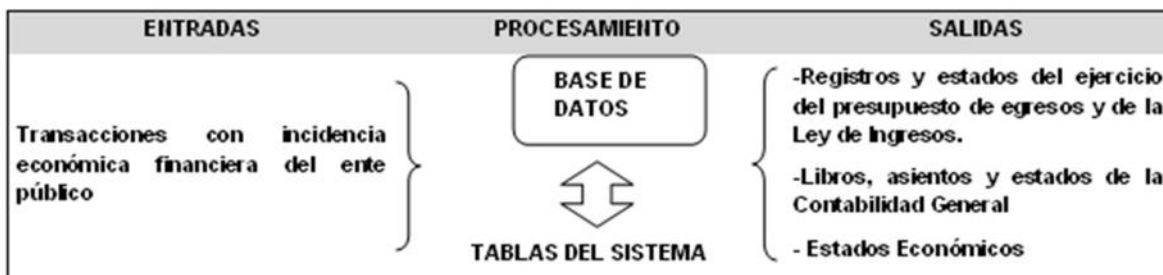 ENTRADAS
PROCESAMIENTO
SALIDAS
Transacciones con incidencia
económica financiera del ente
público
BASE DE
DATOS
TABLAS DEL SISTEMA
-Registros y estados del ejercicio
del presupuesto de egresos y de la
Ley de Ingresos.
-Libros, asientos y estados de la
Contabilidad General
- Estados Económicos